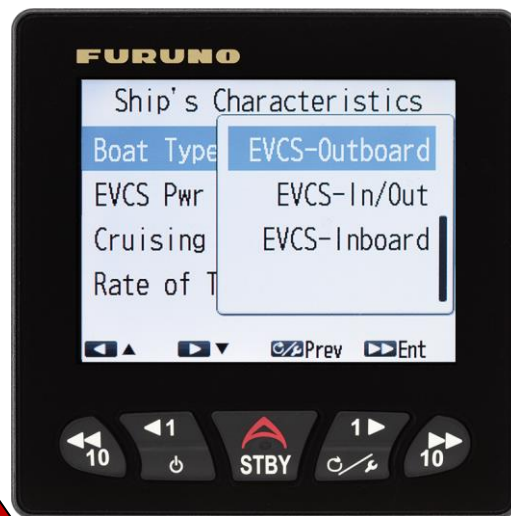 FURUNO
Ship's Characteristics
Boat Type EVCS-Outboard
EVCS Pwr EVCS-In/Out
Cruising EVCS-Inboard
Rate of T
◀▲ ▶▼ Prev ▶▶Ent
◀◀ 10 ◀1 STBY 1▶ ▶▶ 10